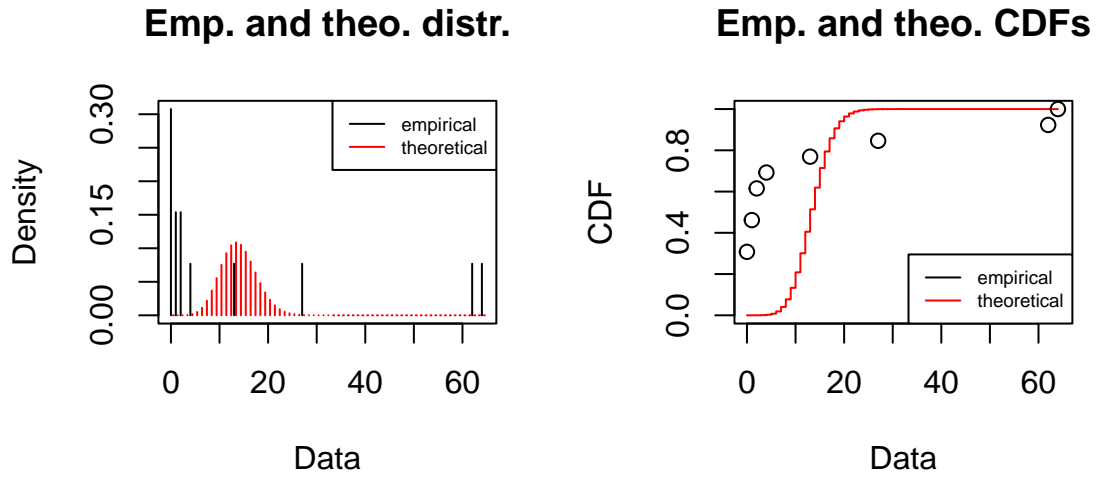 Emp. and theo. distr.
Density
0.00 0.15 0.30
empirical
theoretical
0 20 40 60
Data
Emp. and theo. CDFs
CDF
0.0 0.4 0.8
empirical
theoretical
0 20 40 60
Data